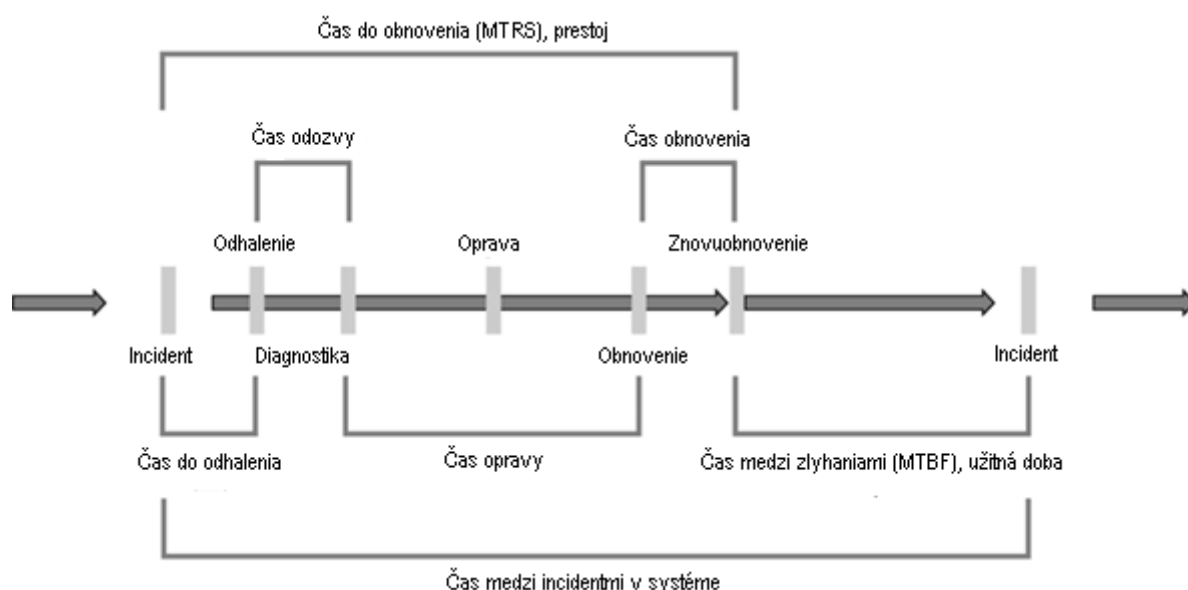 Čas do obnovenia (MTRS), prestoj
Čas odozvy
Čas obnovenia
Odhalenie
Oprava
Znovuobnovenie
Incident
Diagnostika
Obnovenie
Incident
Čas do odhalenia
Čas opravy
Čas medzi zlyhaniami (MTBF), užitná doba
Čas medzi incidentmi v systéme